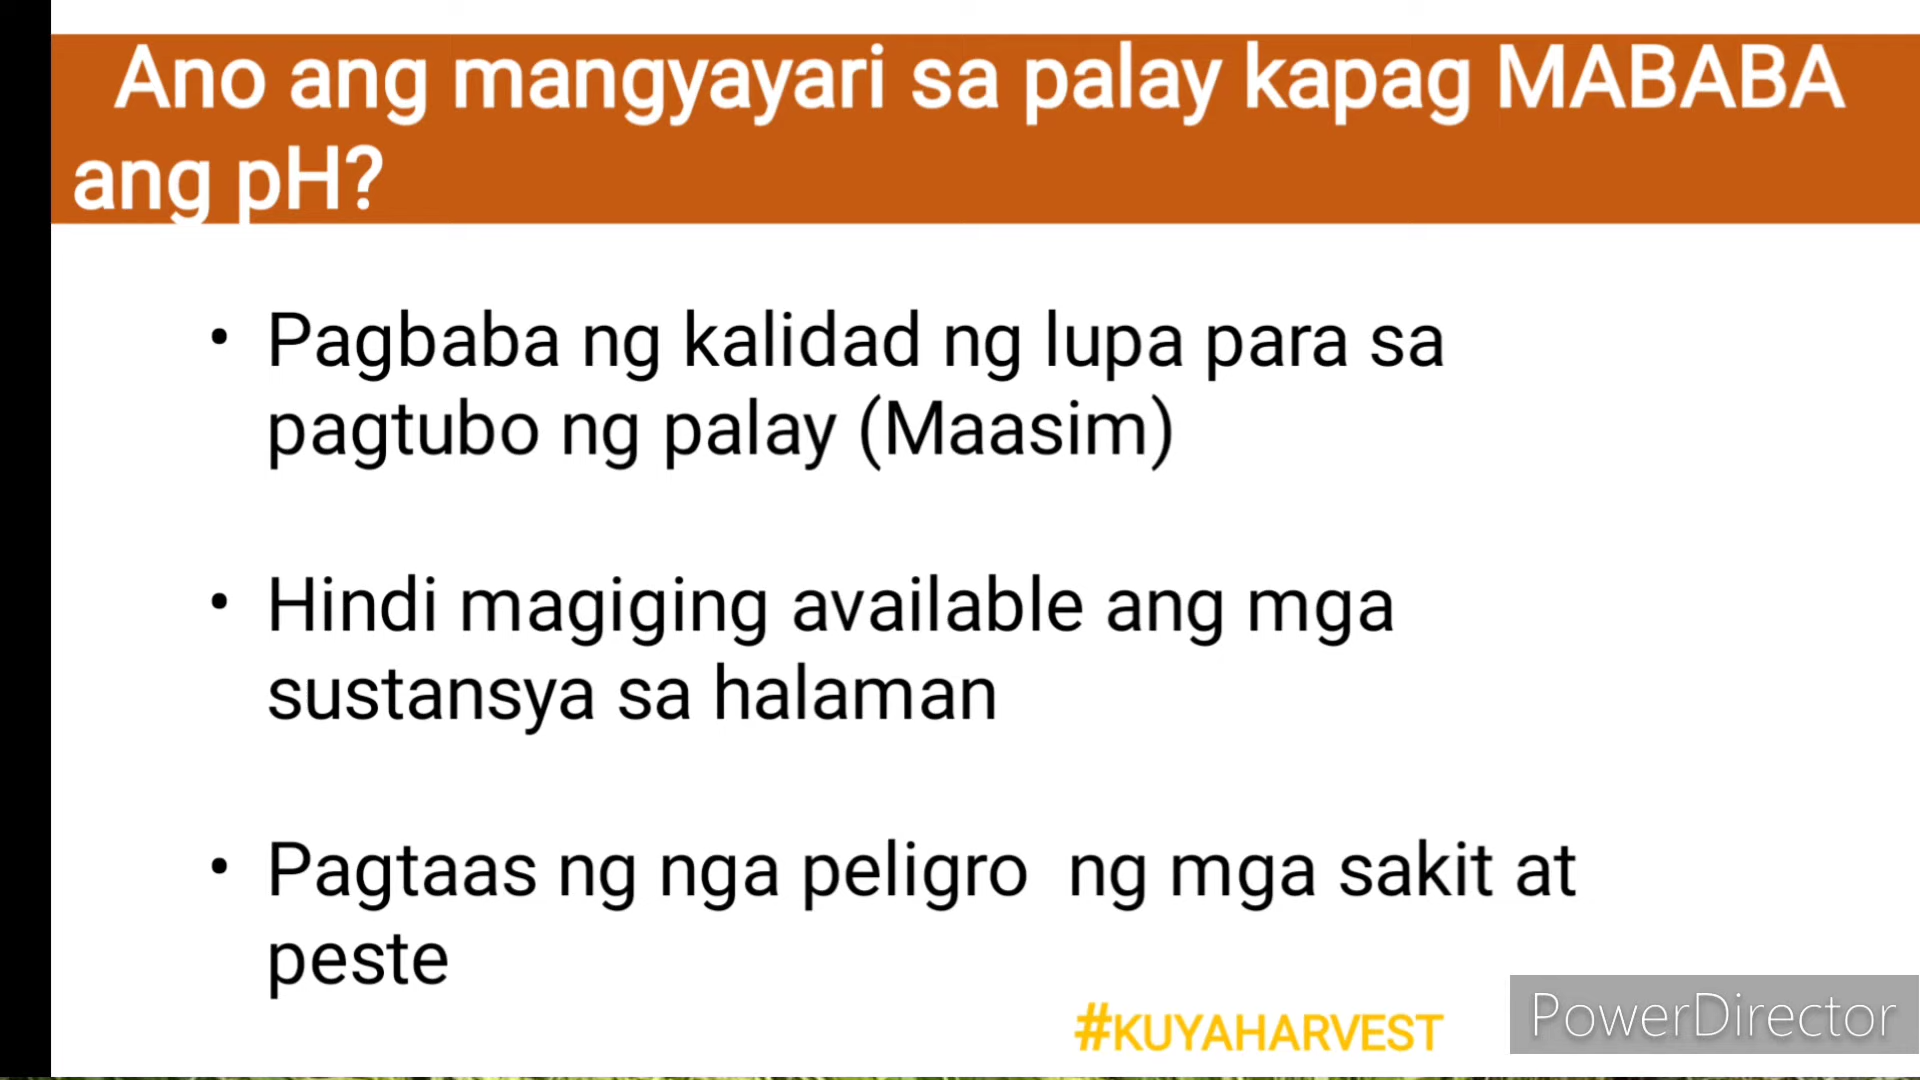 Ano ang mangyayari sa palay kapag MABABA
ang pH?
• Pagbaba ng kalidad ng lupa para sa
pagtubo ng palay (Maasim)
• Hindi magiging available ang mga
sustansya sa halaman
• Pagtaas ng nga peligro ng mga sakit at
peste
#KUYAHARVEST
PowerDirector